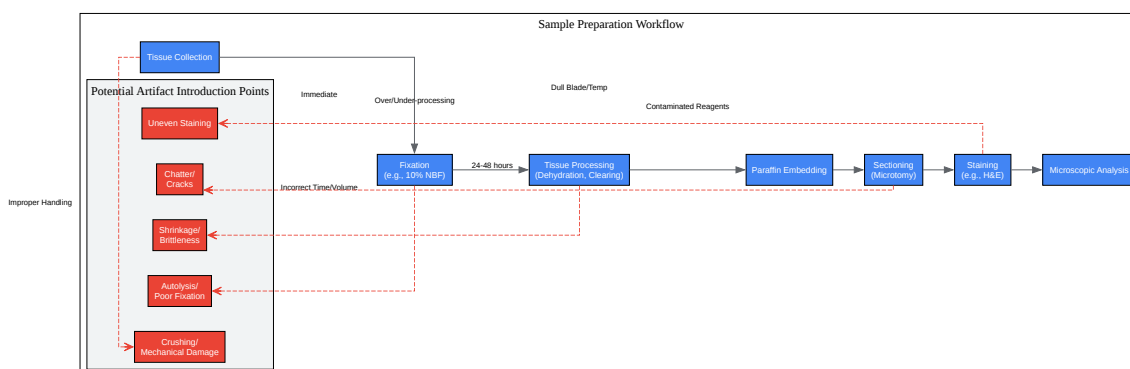 Sample Preparation Workflow
Tissue Collection
Potential Artifact Introduction Points
Immediate
Over/Under-processing
Dull Blade/Temp
Contaminated Reagents
Uneven Staining
Fixation
(e.g., 10% NBF)
24-48 hours
Tissue Processing
(Dehydration, Clearing)
Paraffin Embedding
Sectioning
(Microtomy)
Staining
(e.g., H&E)
Microscopic Analysis
Chatter/
Cracks
Incorrect Time/Volume
Improper Handling
Shrinkage/
Brittleness
Autolysis/
Poor Fixation
Crushing/
Mechanical Damage